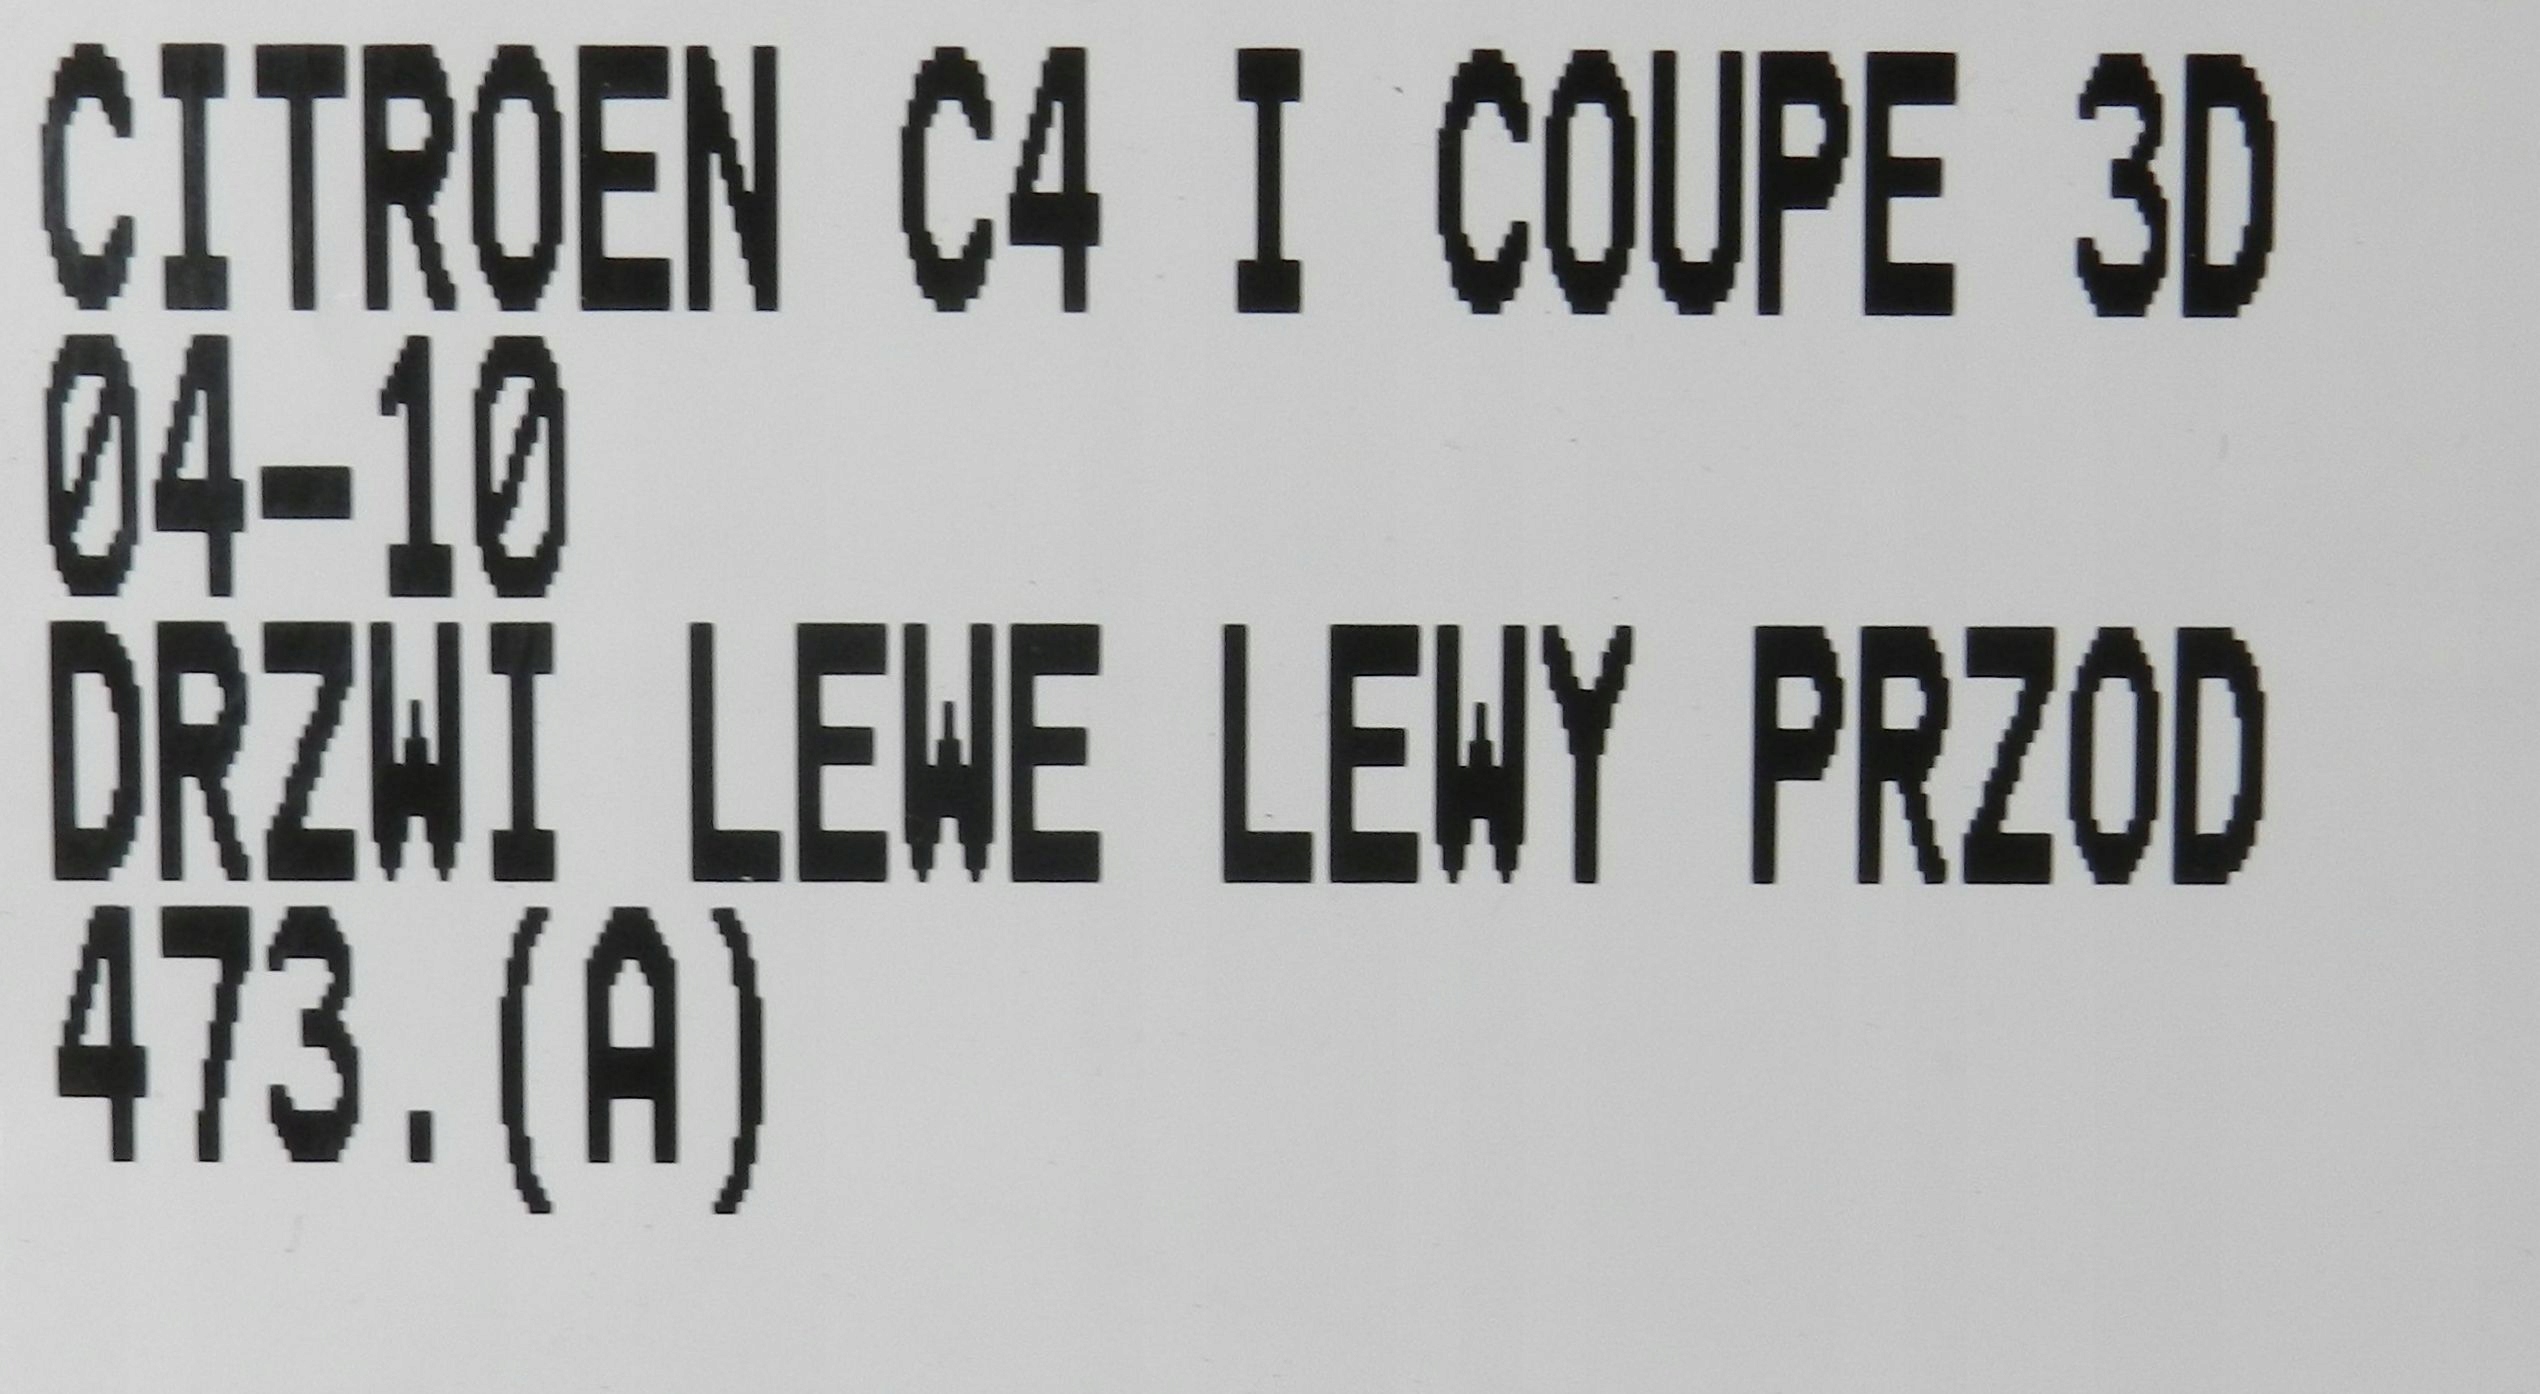 CITROEN C4 I COUPE 3D
04-10
DRZWI LEWE LEWY PRZOD
473.(A)